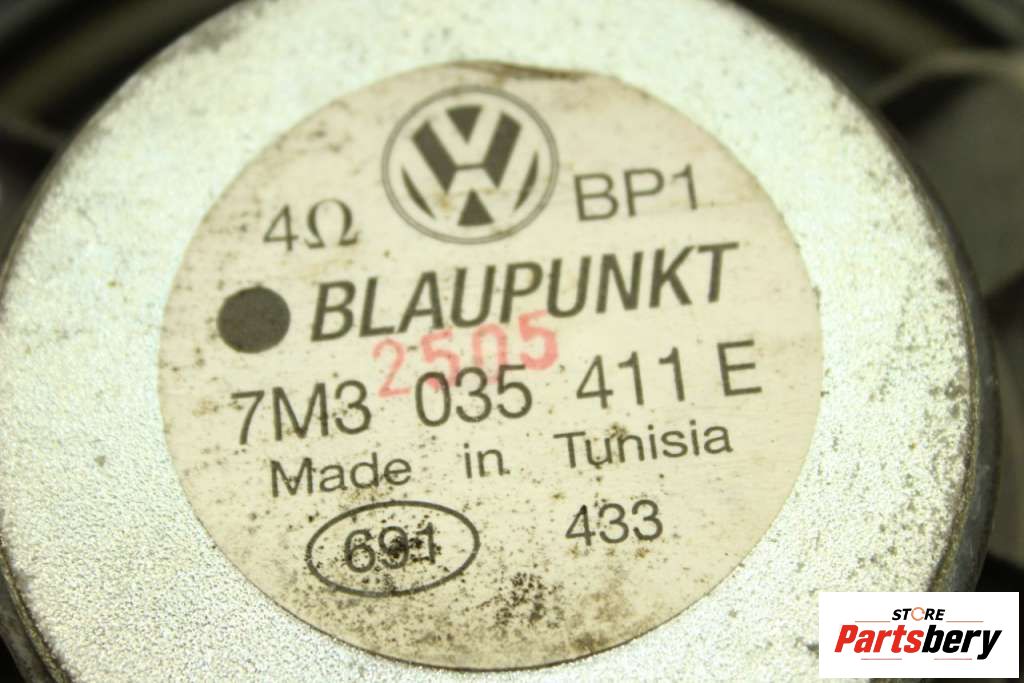 4Ω BP1
BLAUPUNKT
2505
7M3 035 411 E
Made in Tunisia
691 433
STORE
Partsbery